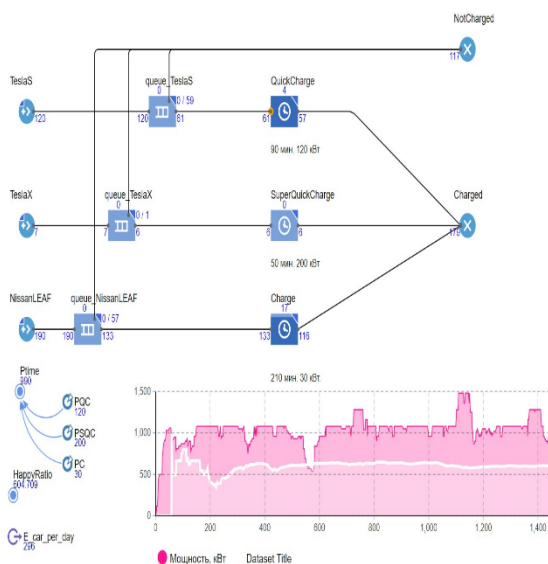 NotCharged
117
TeslaS
120
queue_TeslaS
0
0 / 59
120
61
QuickCharge
4
61
57
90 мин. 120 кВт
TeslaX
7
queue_TeslaX
0
0 / 1
7
6
SuperQuickCharge
0
6
6
50 мин. 200 кВт
Charged
179
NissanLEAF
190
queue_NissanLEAF
0
0 / 57
190
133
Charge
17
133
116
210 мин. 30 кВт.
Ptime
990
PQC
120
PSQC
200
PC
30
HappyRatio
604.709
E_car_per_day
296
1,500
1,000
500
0
0
200
400
600
800
1,000
1,200
1,400
Мощность, кВт
Dataset Title